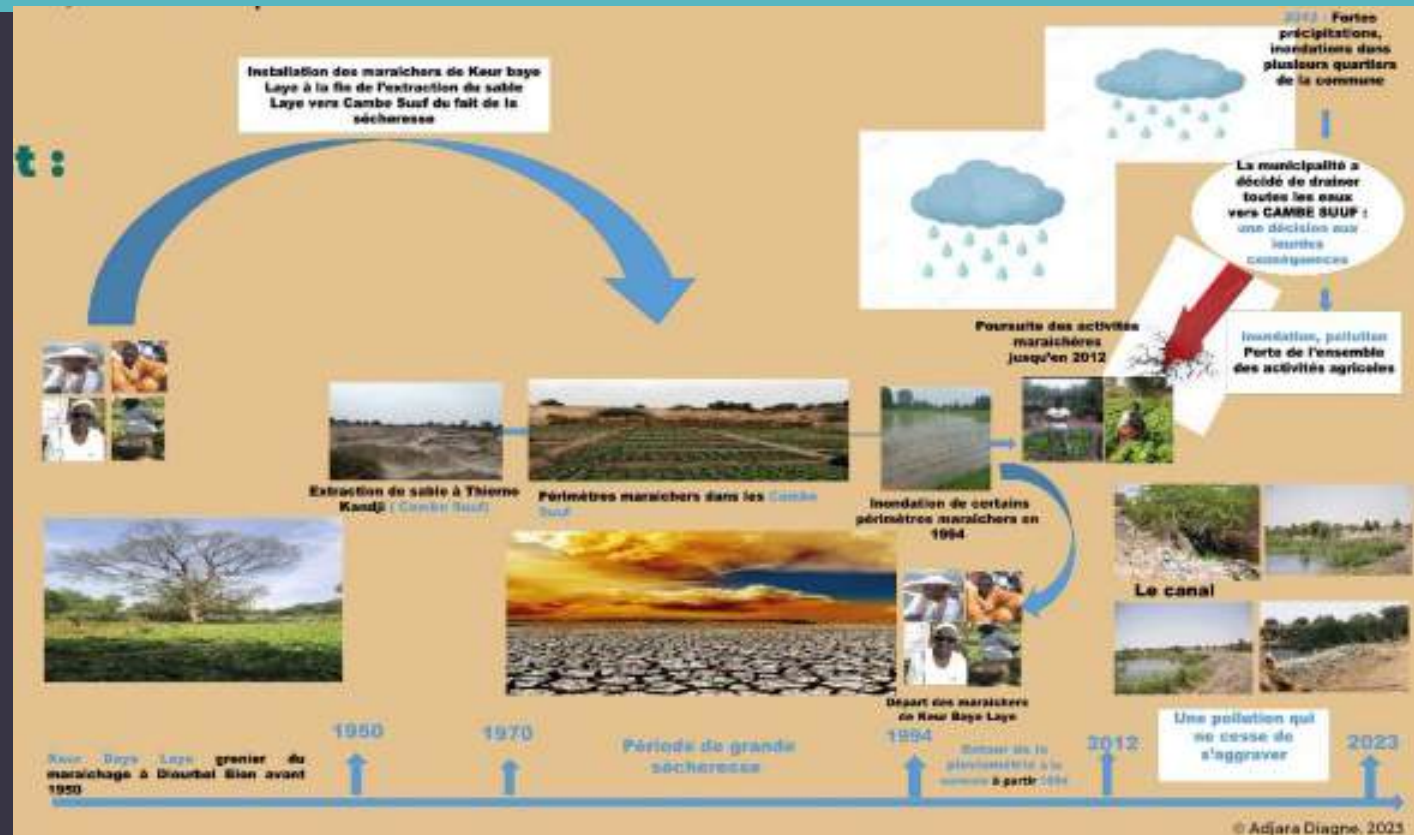 t :
Installation des maraichers de Keur baye
Laye à la fin de l'extraction du sable
Laye vers Cambe Suuf du fait de la
sécheresse
2012 : Fortes
précipitations,
inondations dans
plusieurs quartiers
de la commune
La municipalité a
décidé de drainer
toutes les eaux
vers CAMBE SUUF :
une décision aux
lourdes
conséquences
Inondation, pollution
Perte de l'ensemble
des activités agricoles
Poursuite des activités
maraichères
jusqu'en 2012
Extraction de sable à Thierno
Kandji ( Cambe Suuf)
Périmètres maraichers dans les Cambe
Suuf
Inondation de certains
périmètres maraichers en
1994
Départ des maraichers
de Keur Baye Laye
Le canal
Keur Baye Laye grenier du
maraichage à Diourbel Bien avant
1950
1950
1970
Période de grande
sécheresse
1994
Retour de la
pluviométrie à la
normale à partir 1994
2012
Une pollution qui
ne cesse de
s'aggraver
2023
© Adjara Diagne, 2023